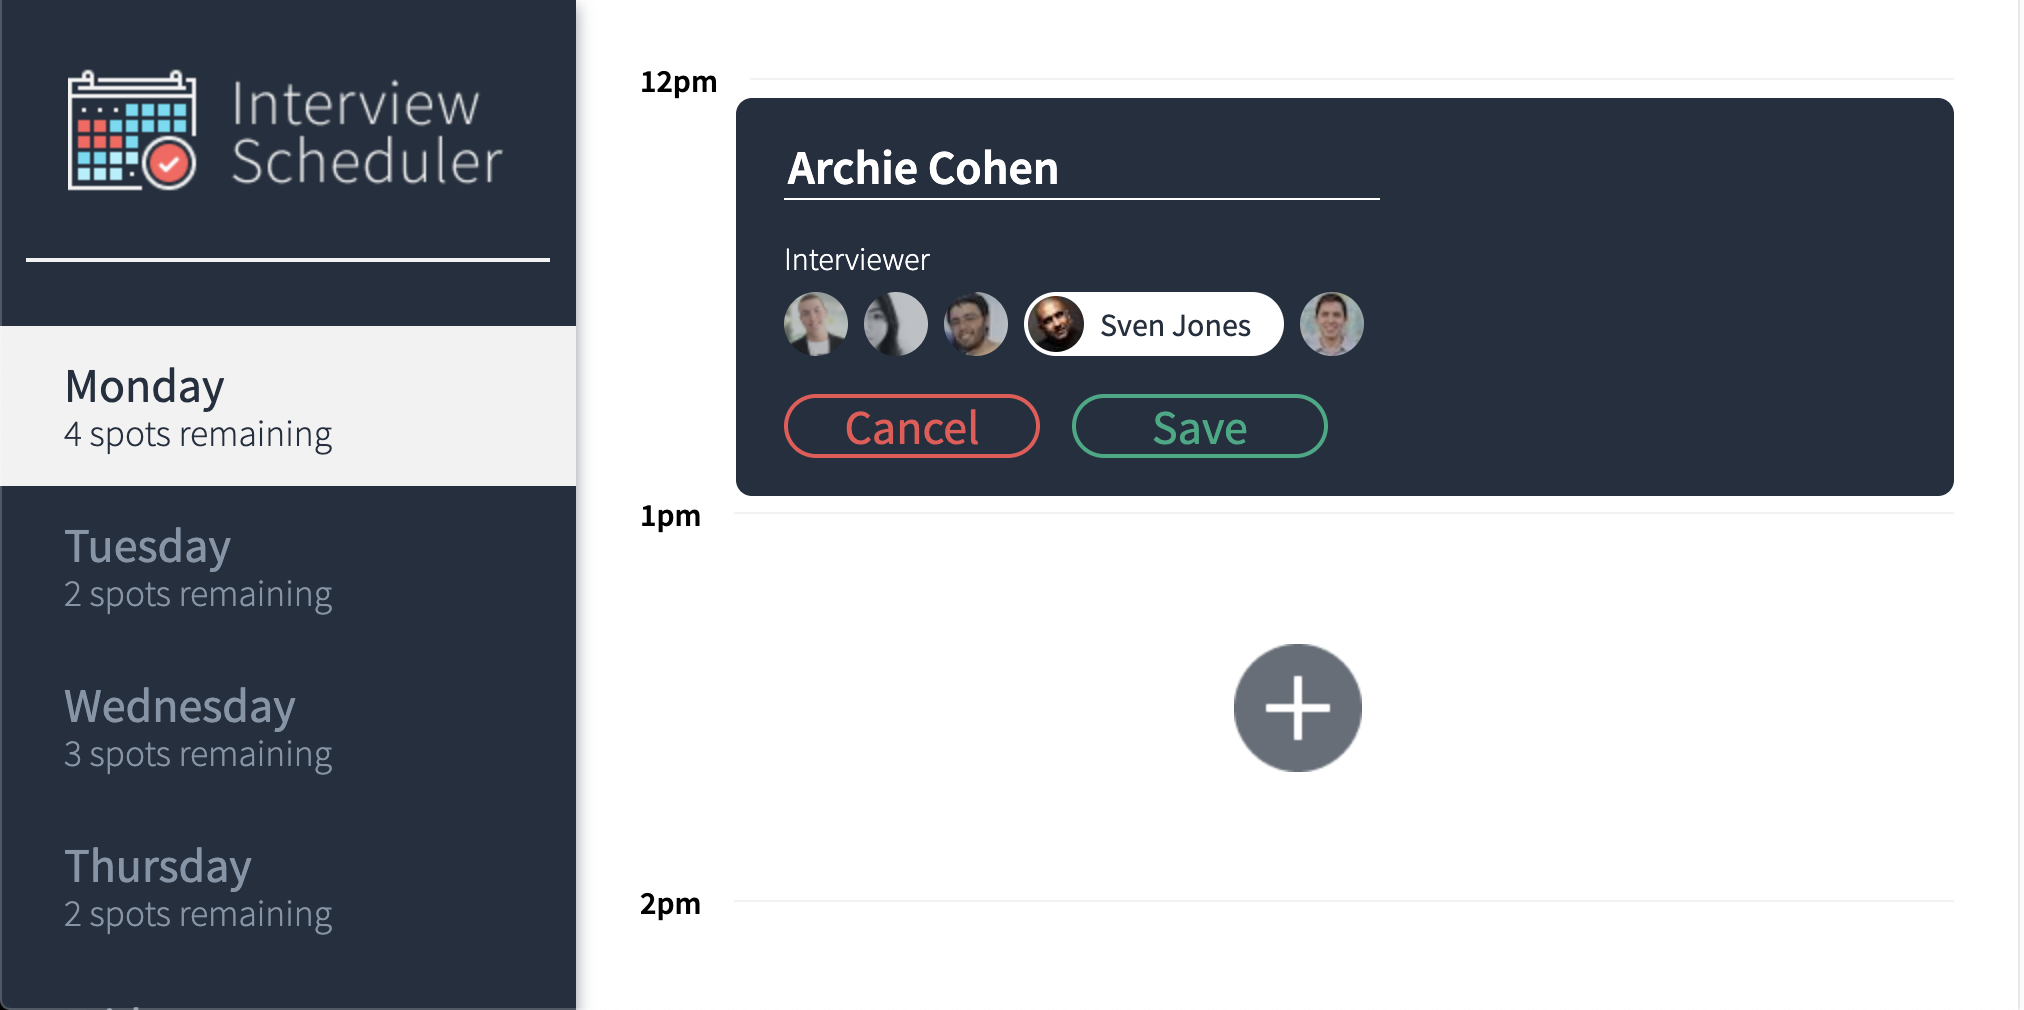 Interview
Scheduler
Monday
4 spots remaining
Tuesday
2 spots remaining
Wednesday
3 spots remaining
Thursday
2 spots remaining
12pm
Archie Cohen
Interviewer
Sven Jones
Cancel
Save
1pm
2pm